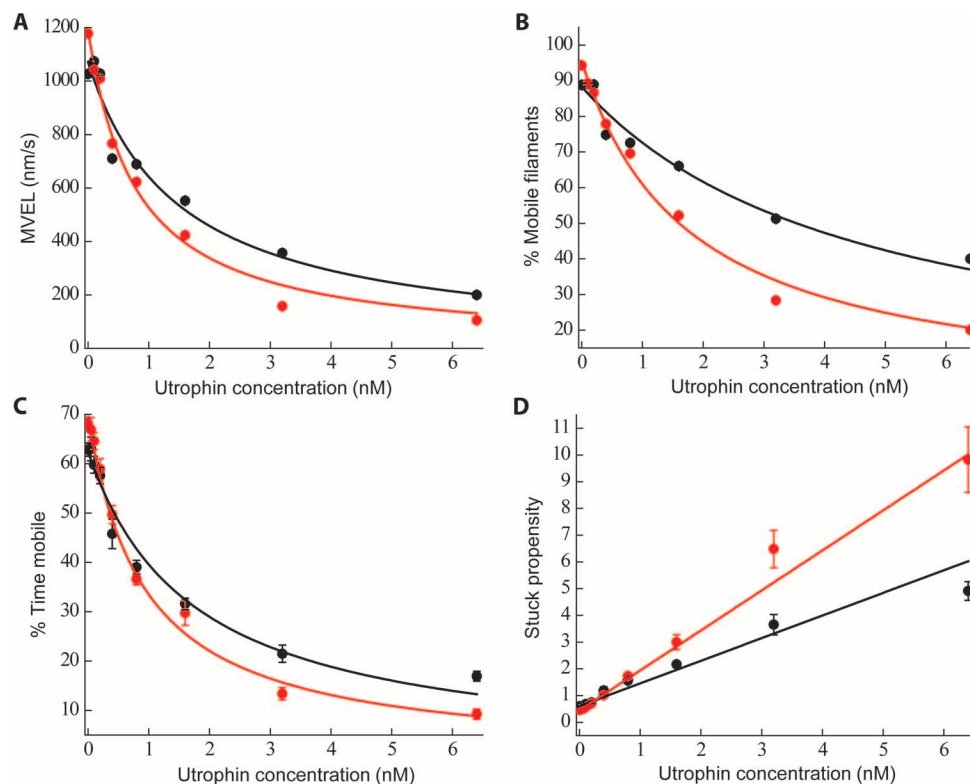 A
1200
1000
800
600
400
200
0
MVEL (nm/s)
0 1 2 3 4 5 6
Utrophin concentration (nM)
B
100
90
80
70
60
50
40
30
20
% Mobile filaments
0 1 2 3 4 5 6
Utrophin concentration (nM)
C
70
60
50
40
30
20
10
% Time mobile
0 1 2 3 4 5 6
Utrophin concentration (nM)
D
11
10
9
8
7
6
5
4
3
2
1
0
Stuck propensity
0 1 2 3 4 5 6
Utrophin concentration (nM)